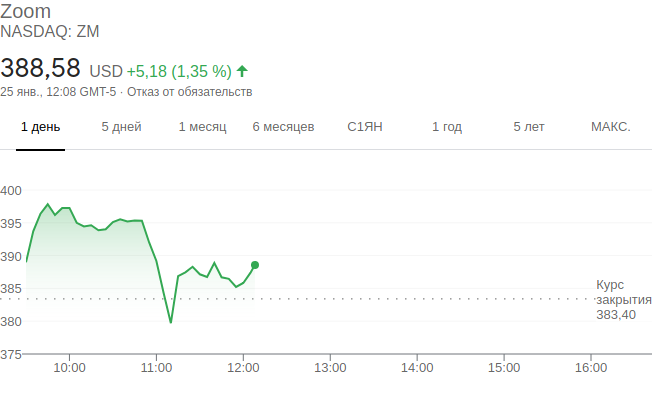 Zoom
NASDAQ: ZM
388,58 USD +5,18 (1,35 %)
25 янв., 12:08 GMT-5 · Отказ от обязательств
1 день 5 дней 1 месяц 6 месяцев С1ЯН 1 год 5 лет МАКС.
400
395
390
385
380
375
Курс
закрытия
383,40
10:00 11:00 12:00 13:00 14:00 15:00 16:00